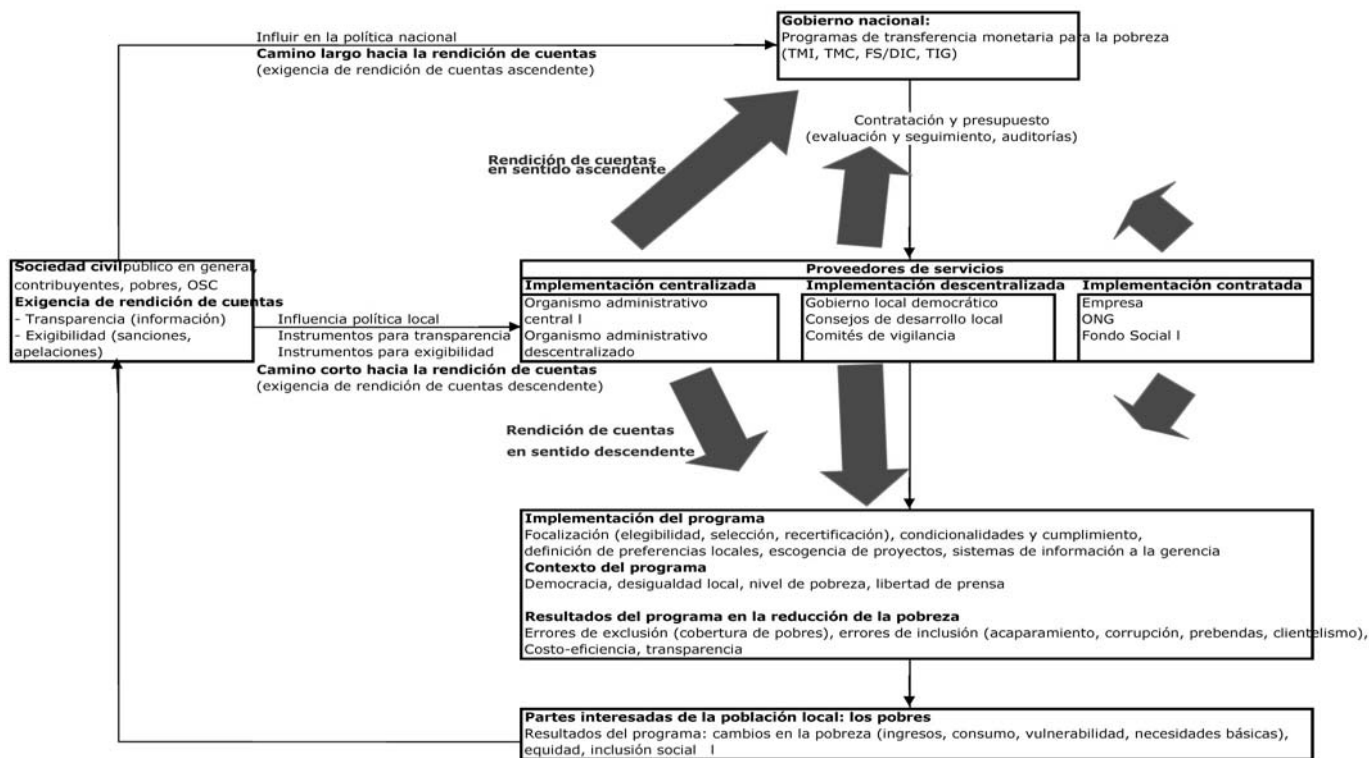 Gobierno nacional:
Programas de transferencia monetaria para la pobreza
(TMI, TMC, FS/DIC, TIG)
Influir en la política nacional
Camino largo hacia la rendición de cuentas
(exigencia de rendición de cuentas ascendente)
Contratación y presupuesto
(evaluación y seguimiento, auditorías)
Rendición de cuentas
en sentido ascendente
Sociedad civil público en general,
contribuyentes, pobres, OSC
Exigencia de rendición de cuentas
- Transparencia (información)
- Exigibilidad (sanciones,
apelaciones)
Influencia política local
Instrumentos para transparencia
Instrumentos para exigibilidad
Camino corto hacia la rendición de cuentas
(exigencia de rendición de cuentas descendente)
Proveedores de servicios
Implementación centralizada
Organismo administrativo
central l
Organismo administrativo
descentralizado
Implementación descentralizada
Gobierno local democrático
Consejos de desarrollo local
Comités de vigilancia
Implementación contratada
Empresa
ONG
Fondo Social l
Rendición de cuentas
en sentido descendente
Implementación del programa
Focalización (elegibilidad, selección, recertificación), condicionalidades y cumplimiento,
definición de preferencias locales, escogencia de proyectos, sistemas de información a la gerencia
Contexto del programa
Democracia, desigualdad local, nivel de pobreza, libertad de prensa
Resultados del programa en la reducción de la pobreza
Errores de exclusión (cobertura de pobres), errores de inclusión (acaparamiento, corrupción, prebendas, clientelismo),
Costo-eficiencia, transparencia
Partes interesadas de la población local: los pobres
Resultados del programa: cambios en la pobreza (ingresos, consumo, vulnerabilidad, necesidades básicas),
equidad, inclusión social l